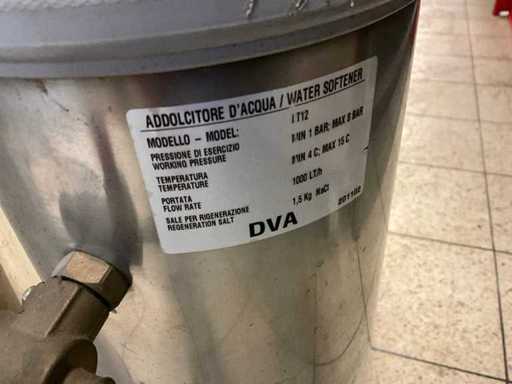 ADDOLCITORE D'ACQUA / WATER SOFTENER
MODELLO - MODEL: LT12
PRESSIONE DI ESERCIZIO MIN 1 BAR; MAX 8 BAR
WORKING PRESSURE
TEMPERATURA MIN 4 C; MAX 15 C
TEMPERATURE
PORTATA 1000 LT/h
FLOW RATE
SALE PER RIGENERAZIONE 1,5 Kg NaCl
REGENERATION SALT
DVA